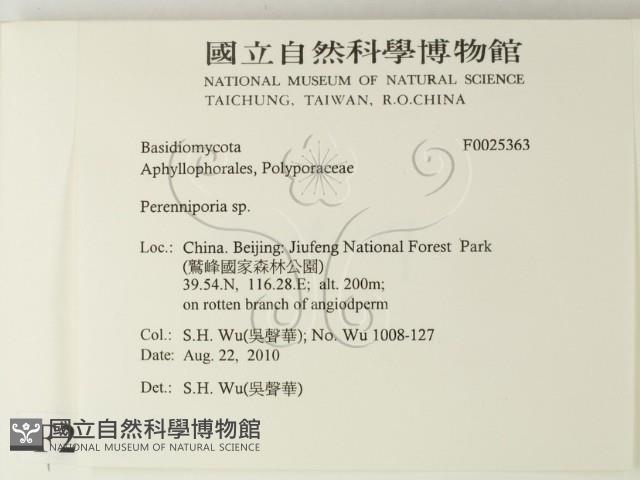 國立自然科學博物館
NATIONAL MUSEUM OF NATURAL SCIENCE
TAICHUNG, TAIWAN, R.O.CHINA
Basidiomycota F0025363
Aphyllophorales, Polyporaceae
Perenniporia sp.
Loc.: China. Beijing: Jiufeng National Forest Park
(鷲峰國家森林公園)
39.54.N, 116.28.E; alt. 200m;
on rotten branch of angiodperm
Col.: S.H. Wu(吳聲華); No. Wu 1008-127
Date: Aug. 22, 2010
Det.: S.H. Wu(吳聲華)
國立自然科學博物館
NATIONAL MUSEUM OF NATURAL SCIENCE